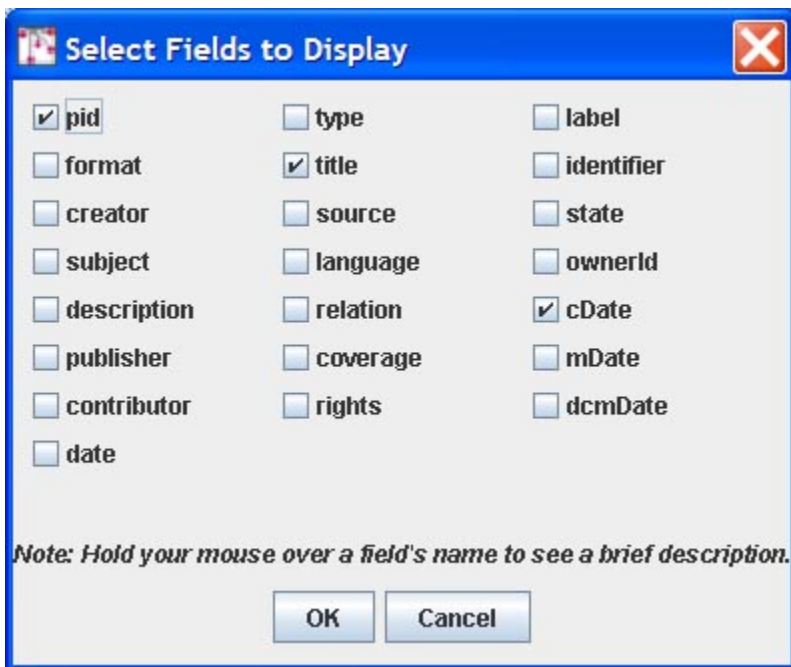 Select Fields to Display
pid type label
format title identifier
creator source state
subject language ownerId
description relation cDate
publisher coverage mDate
contributor rights dcmDate
date
Note: Hold your mouse over a field's name to see a brief description.
OK Cancel